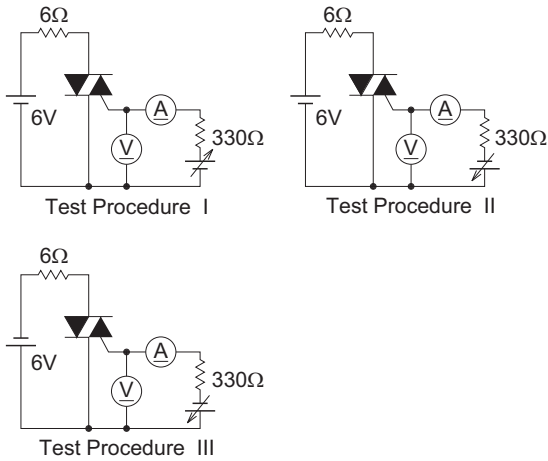 6Ω
6V
A
V
330Ω
Test Procedure I
6Ω
6V
A
V
330Ω
Test Procedure II
6Ω
6V
A
V
330Ω
Test Procedure III